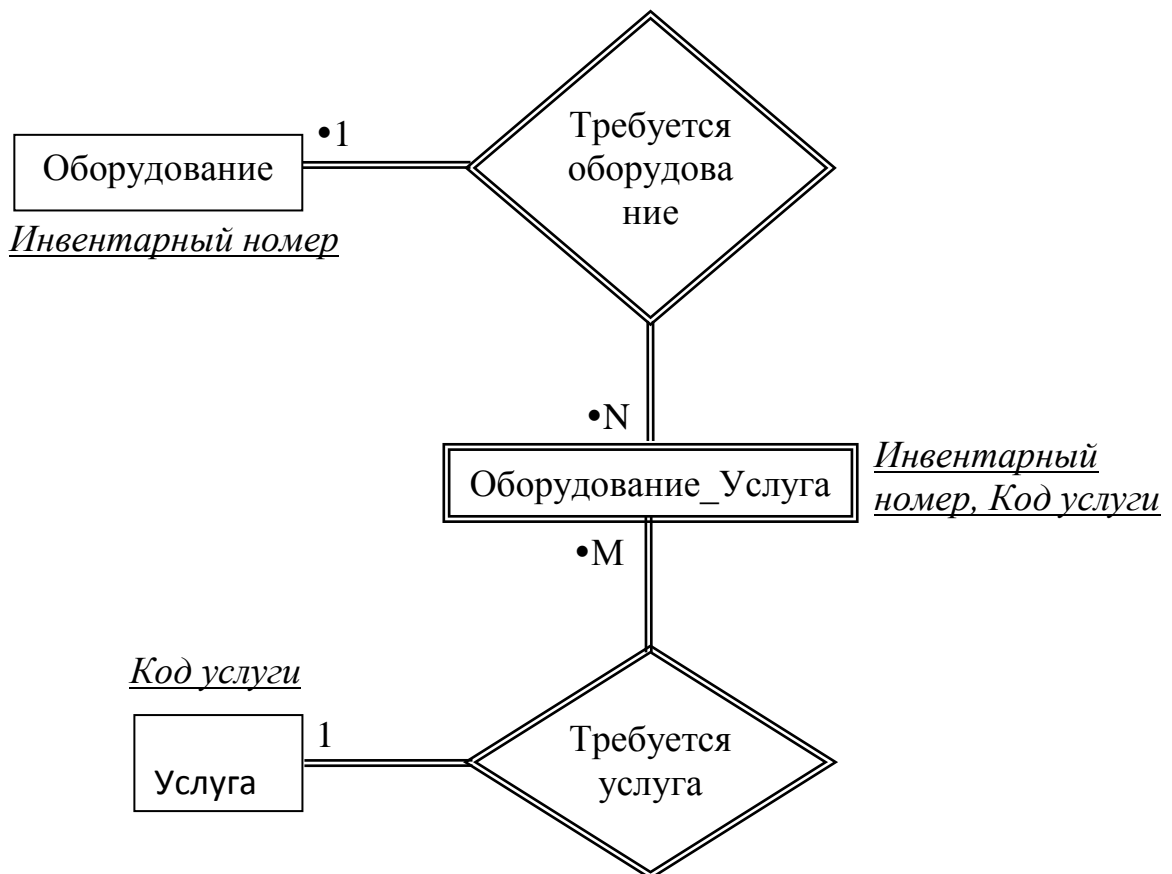 Требуется
оборудова
ние
•1
Оборудование
Инвентарный номер
•N
Оборудование_Услуга
Инвентарный
номер, Код услуги
•M
Код услуги
1
Услуга
Требуется
услуга